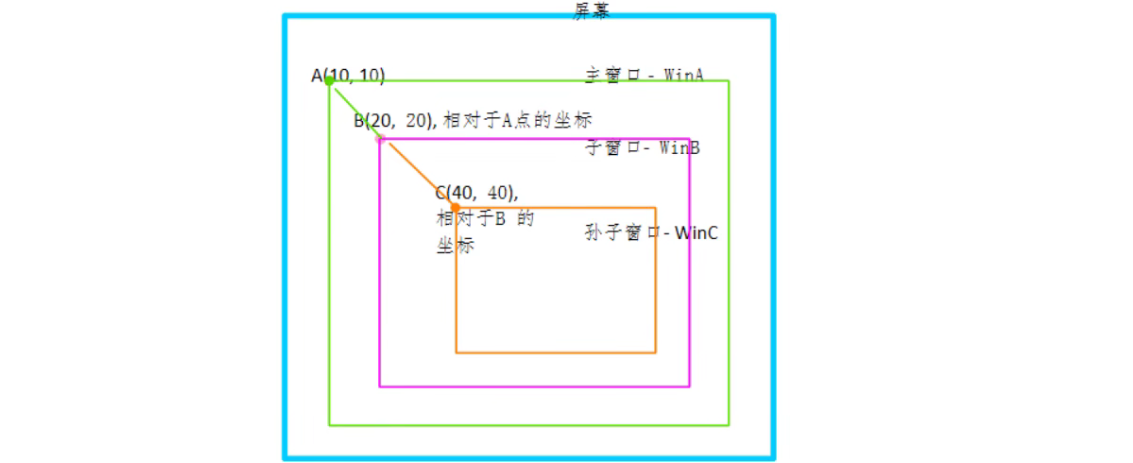 屏幕
A(10, 10)
主窗口 - WinA
B(20, 20), 相对于A点的坐标
子窗口- WinB
C(40, 40),
相对于B 的
坐标
孙子窗口- WinC